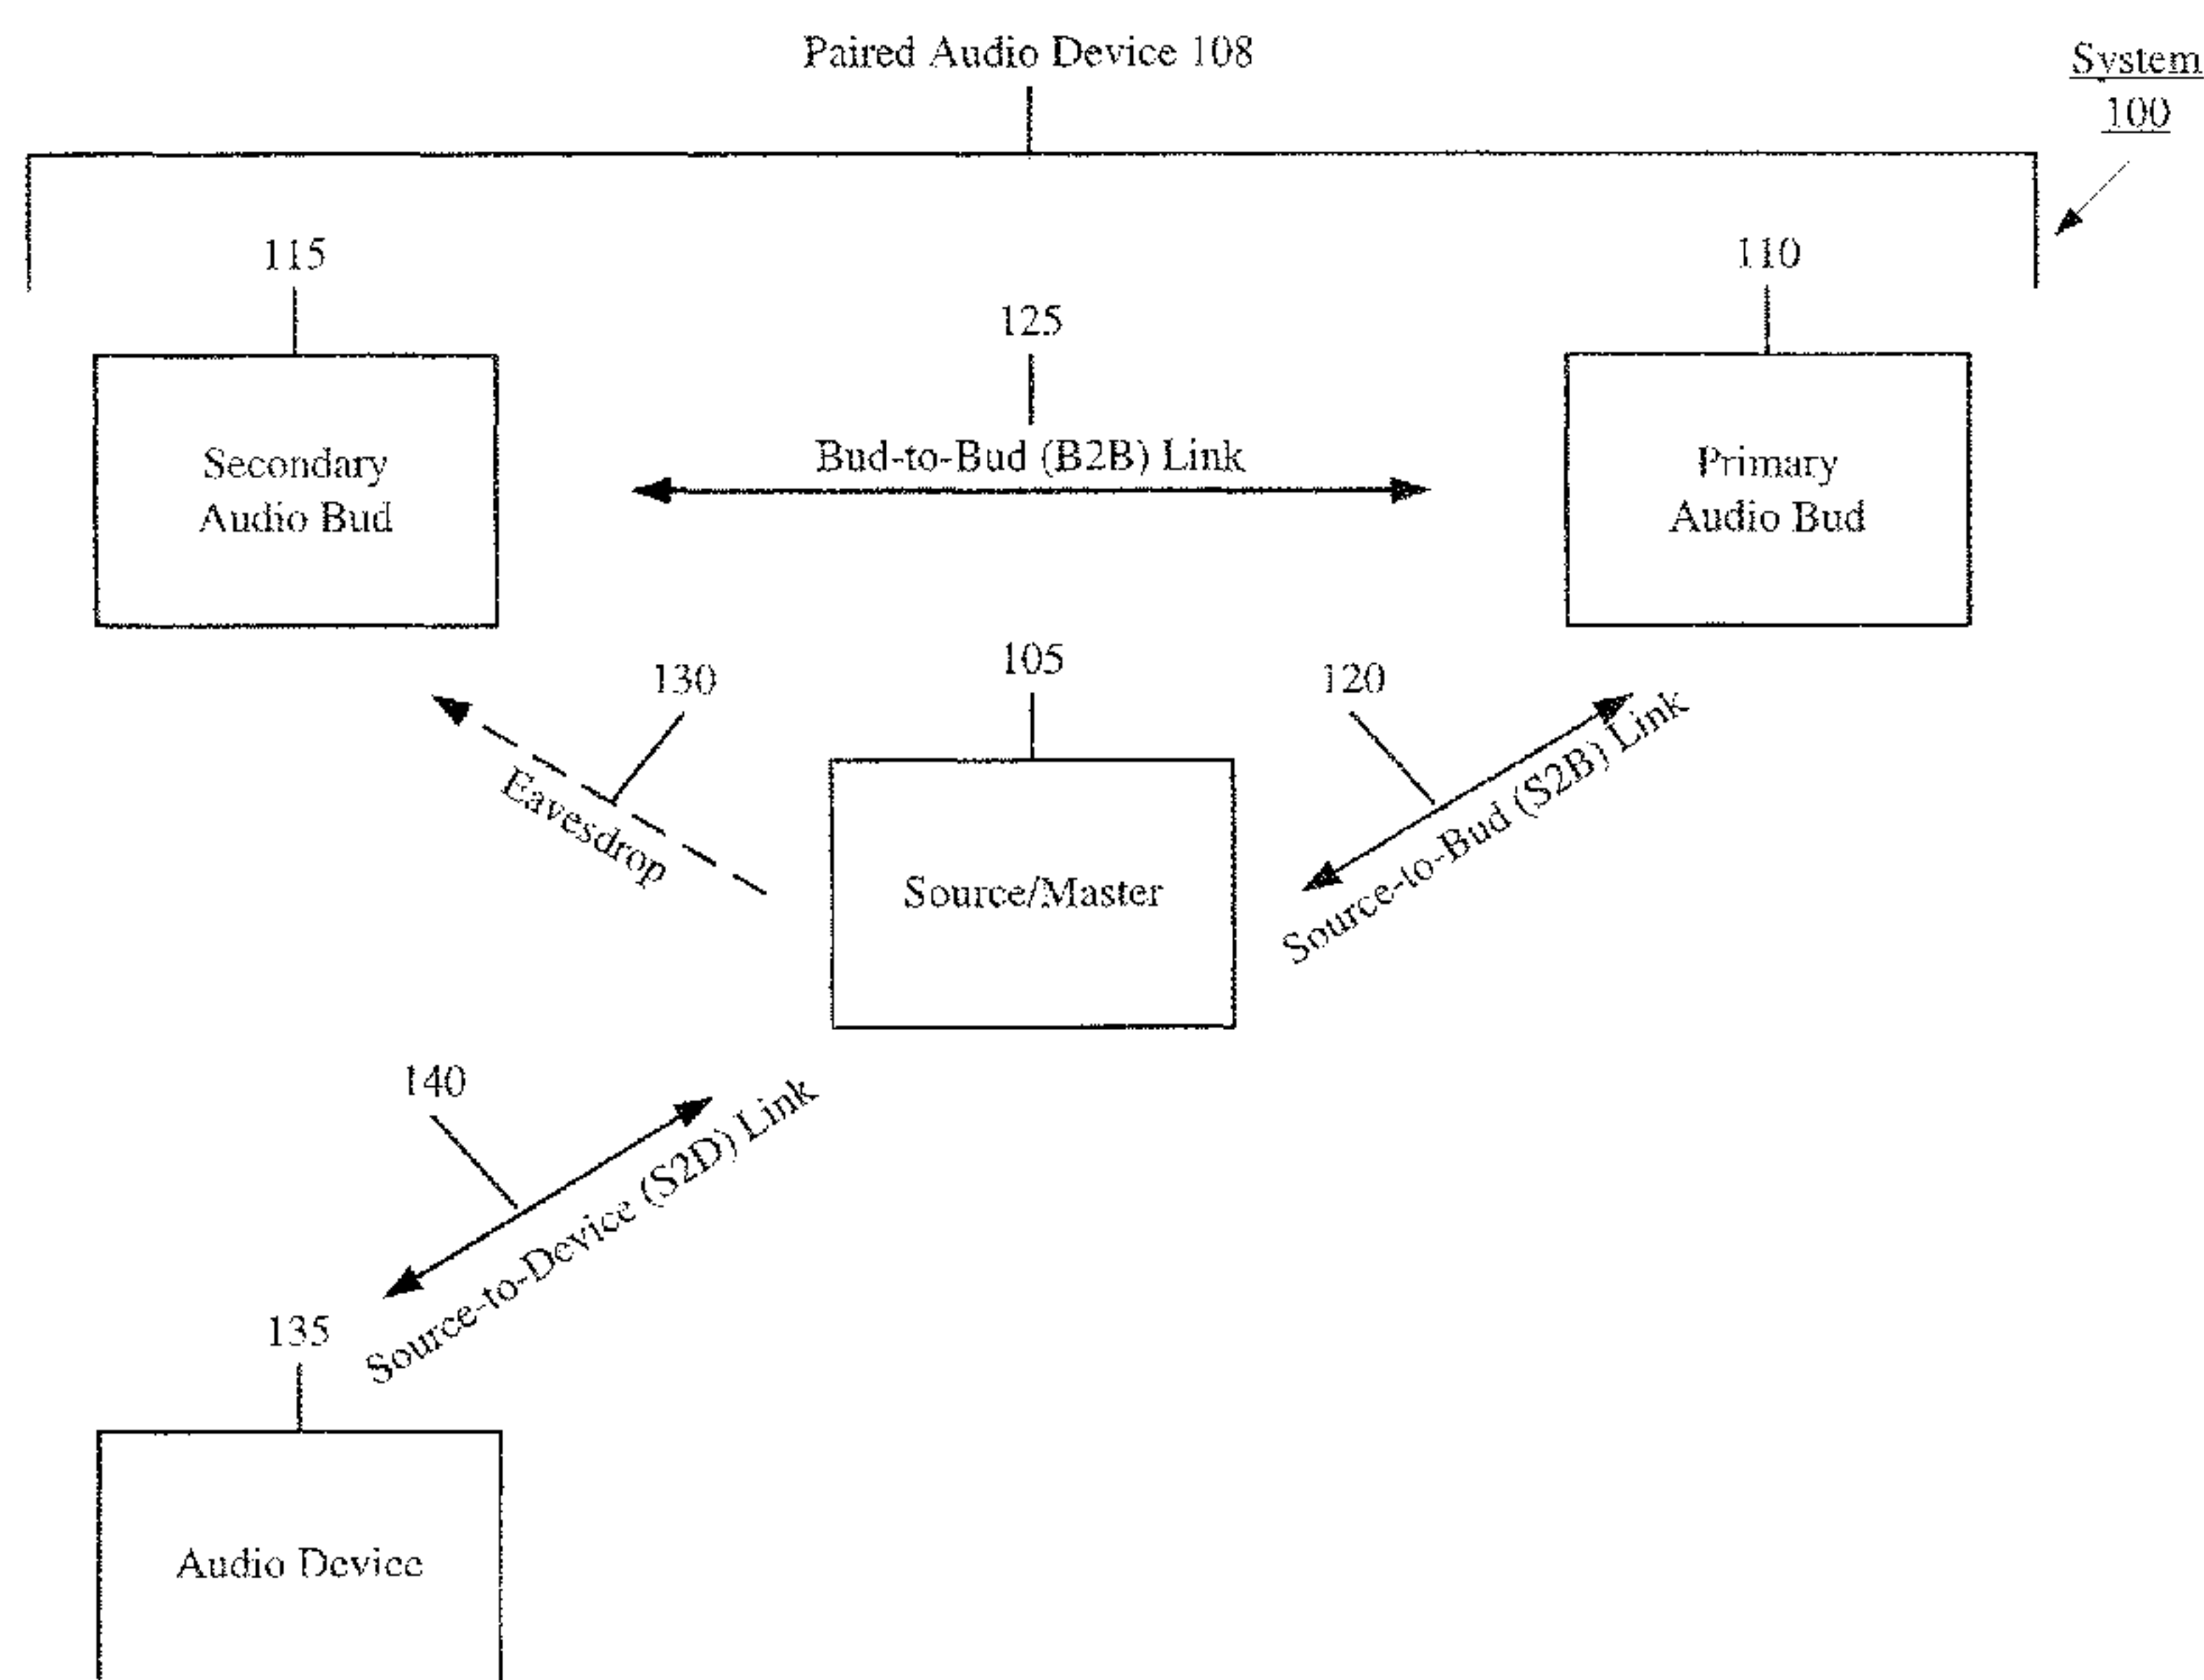 Paired Audio Device 108
System
100
115
110
125
Bud-to-Bud (B2B) Link
Secondary
Audio Bud
Primary
Audio Bud
130
105
120
Eavesdrop
Source/Master
Source-to-Bud (S2B) Link
140
Source-to-Device (S2D) Link
135
Audio Device